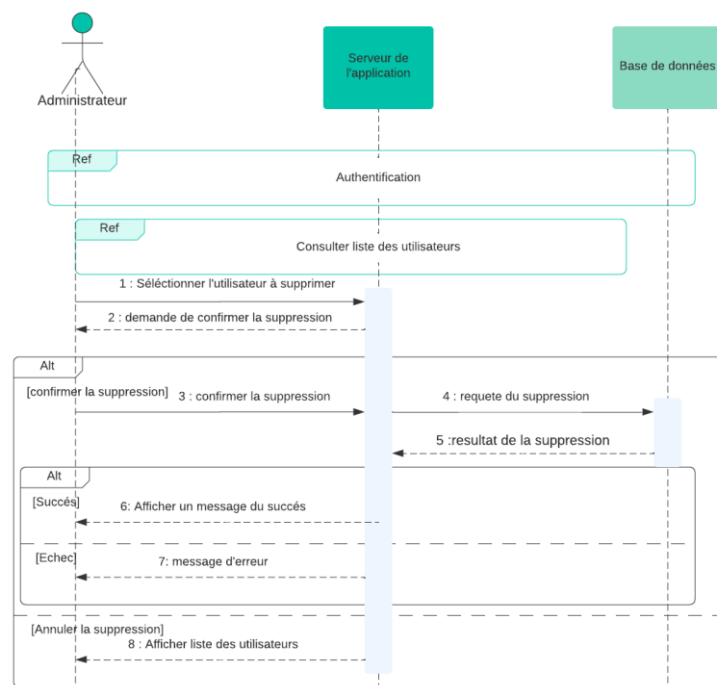 Administrateur
Serveur de
l'application
Base de données
Ref
Authentification
Ref
Consulter liste des utilisateurs
1 : Séléctionner l'utilisateur à supprimer
2 : demande de confirmer la suppression
Alt
[confirmer la suppression]
3 : confirmer la suppression
4 : requete du suppression
5 :resultat de la suppression
Alt
[Succés]
6: Afficher un message du succés
[Echec]
7: message d'erreur
[Annuler la suppression]
8 : Afficher liste des utilisateurs